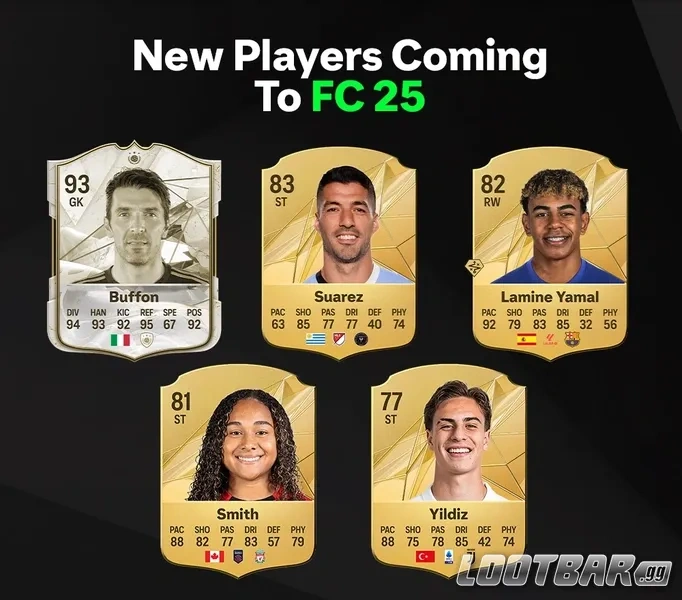 New Players Coming
To FC 25
93
GK
Buffon
DIV HAN KIC REF SPE POS
94 93 92 95 67 92
83
ST
Suarez
PAC SHO PAS DRI DEF PHY
63 85 77 77 40 74
82
RW
Lamine Yamal
PAC SHO PAS DRI DEF PHY
92 79 83 85 32 56
81
ST
Smith
PAC SHO PAS DRI DEF PHY
88 82 77 83 57 79
77
ST
Yildiz
PAC SHO PAS DRI DEF PHY
88 75 78 85 42 74
LOOTBAR.gg